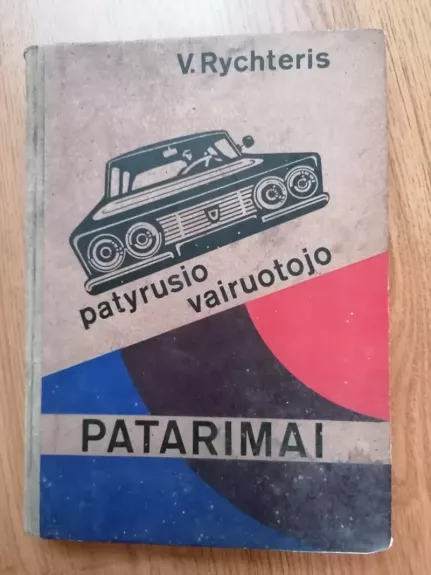 V. Rychteris
patyrusio
vairuotojo
PATARIMAI